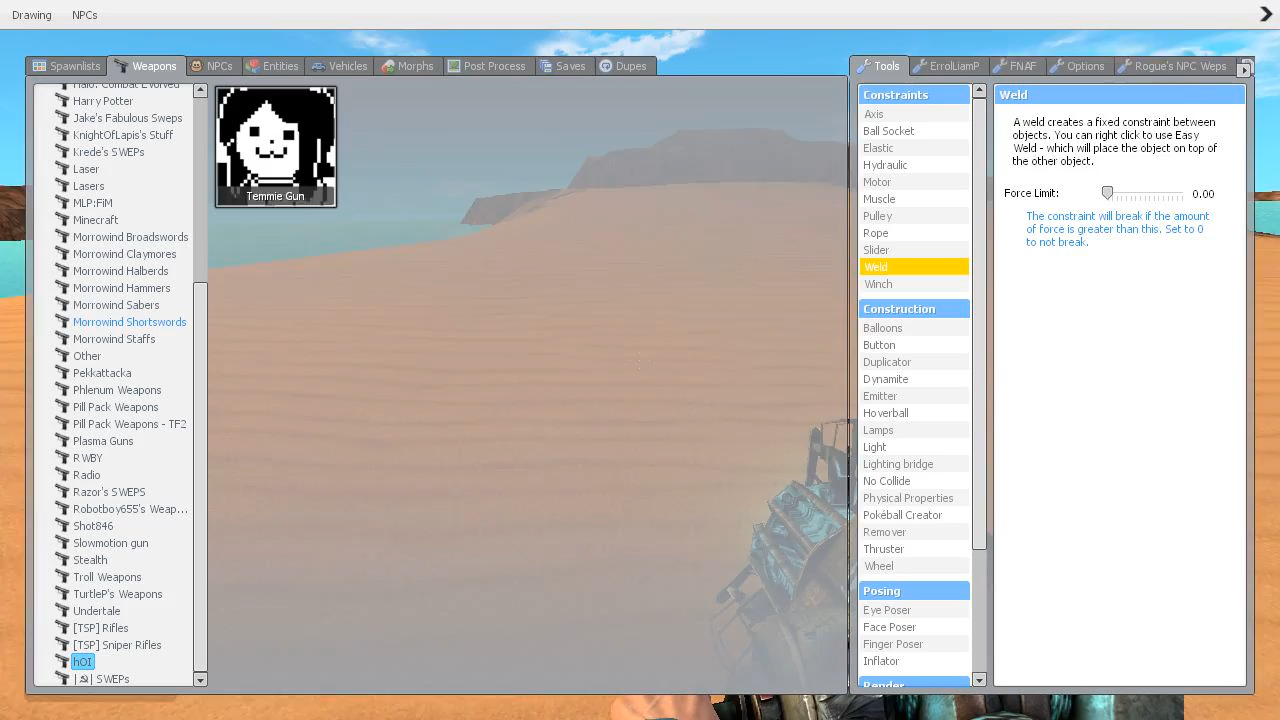 Drawing NPCs
Spawnlists Weapons NPCs Entities Vehicles Morphs Post Process Saves Dupes
Tools ErrolliamP FNAF Options Rogue's NPC Weps
Halo: Combat Evolved
Harry Potter
Jake's Fabulous Sweps
KnightOfLapis's Stuff
Krede's SWEPs
Laser
Lasers
MLP:FiM
Minecraft
Morrowind Broadswords
Morrowind Claymores
Morrowind Halberds
Morrowind Hammers
Morrowind Sabers
Morrowind Shortswords
Morrowind Staffs
Other
Pekkattacka
Phlenum Weapons
Pill Pack Weapons
Pill Pack Weapons - TF2
Plasma Guns
RWBY
Radio
Razor's SWEPS
Robotboy655's Weap...
Shot846
Slowmotion gun
Stealth
Troll Weapons
TurtleP's Weapons
Undertale
[TSP] Rifles
[TSP] Sniper Rifles
hOI
|☭| SWEPs
Temmie Gun
Constraints
Axis
Ball Socket
Elastic
Hydraulic
Motor
Muscle
Pulley
Rope
Slider
Weld
Winch
Construction
Balloons
Button
Duplicator
Dynamite
Emitter
Hoverball
Lamps
Light
Lighting bridge
No Collide
Physical Properties
Pokéball Creator
Remover
Thruster
Wheel
Posing
Eye Poser
Face Poser
Finger Poser
Inflator
Render
Weld
A weld creates a fixed constraint between
objects. You can right click to use Easy
Weld - which will place the object on top of
the other object.
Force Limit: 0.00
The constraint will break if the amount
of force is greater than this. Set to 0
to not break.